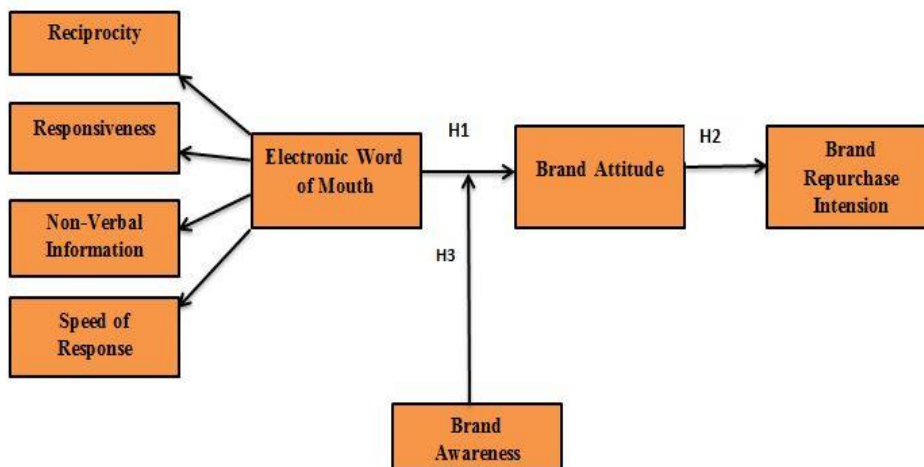 Reciprocity
Responsiveness
Non-Verbal
Information
Speed of
Response
Electronic Word
of Mouth
H1
H3
Brand Attitude
H2
Brand
Repurchase
Intension
Brand
Awareness